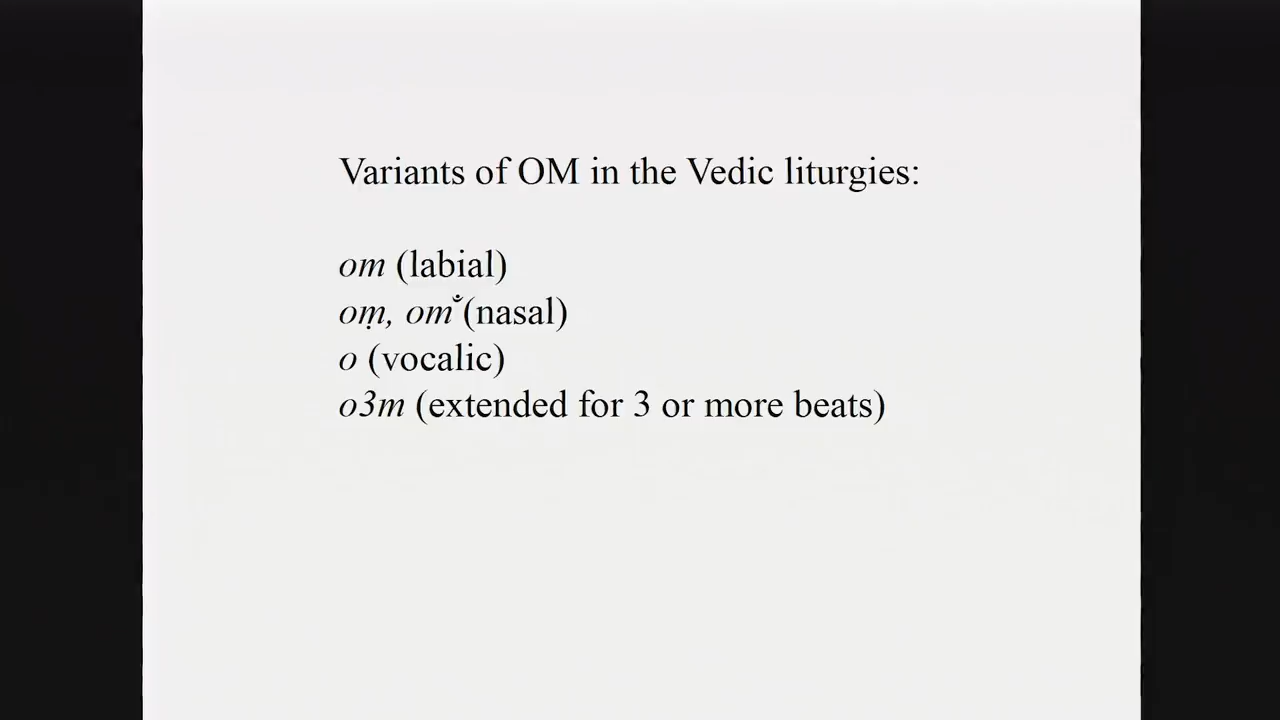 Variants of OM in the Vedic liturgies:
om (labial)
oṃ, om̐ (nasal)
o (vocalic)
o3m (extended for 3 or more beats)